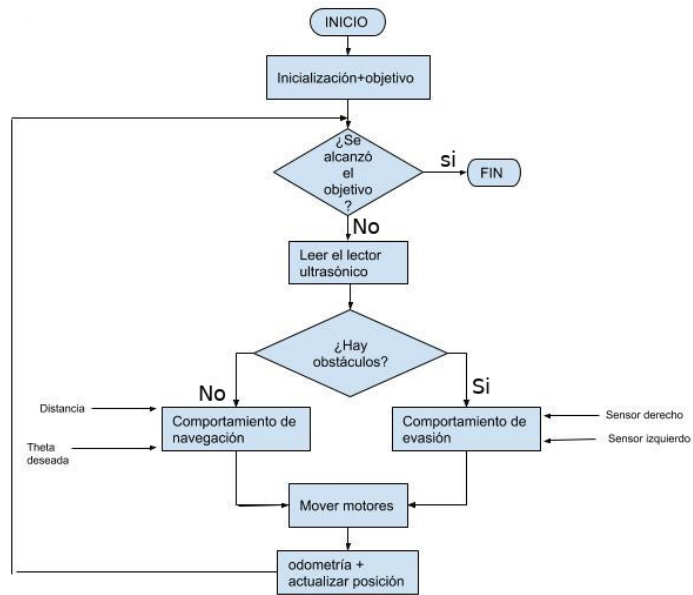 INICIO
Inicialización+objetivo
¿Se
alcanzó
el
objetivo
?
si
FIN
No
Leer el lector
ultrasónico
¿Hay
obstáculos?
No
Si
Distancia
Theta
deseada
Comportamiento de
navegación
Comportamiento de
evasión
Sensor derecho
Sensor izquierdo
Mover motores
odometría +
actualizar posición